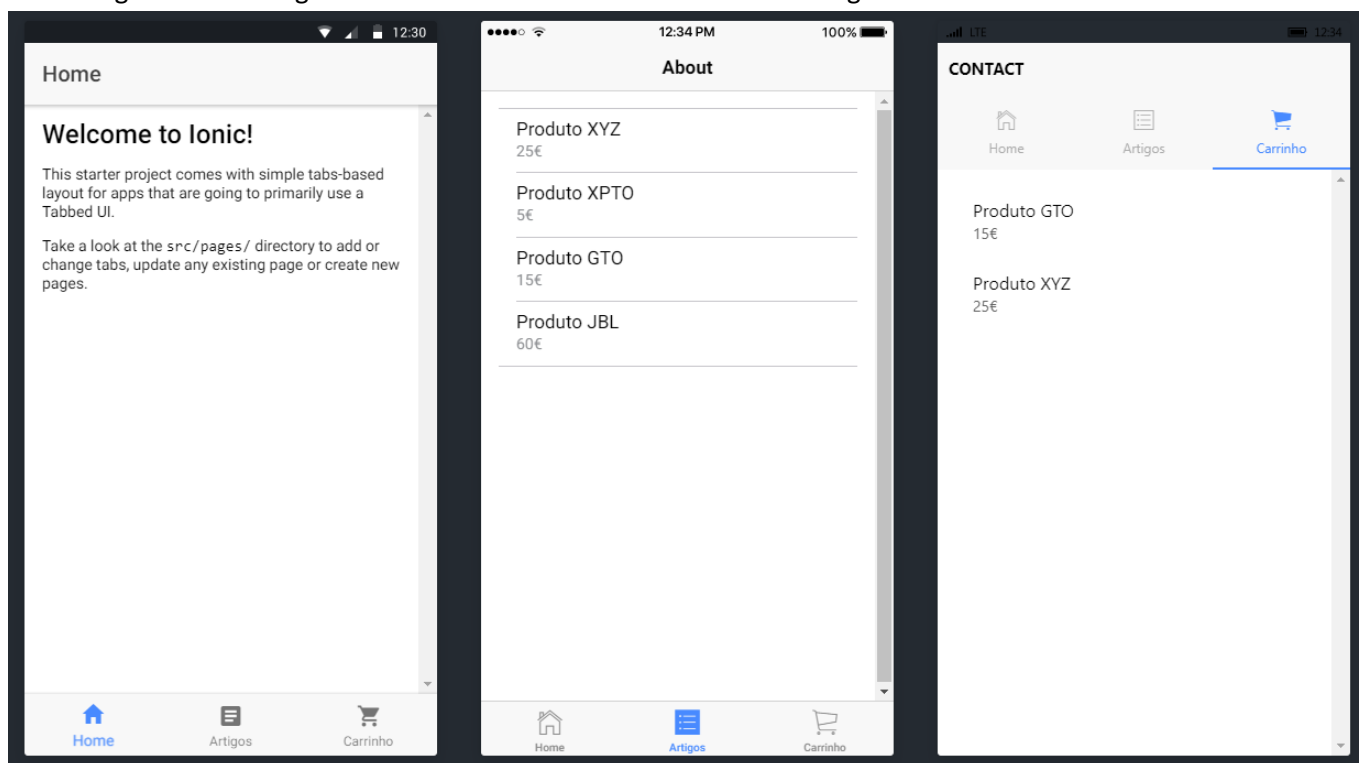 12:30
Home
Welcome to Ionic!
This starter project comes with simple tabs-based
layout for apps that are going to primarily use a
Tabbed UI.
Take a look at the src/pages/ directory to add or
change tabs, update any existing page or create new
pages.
Home Artigos Carrinho
12:34 PM 100%
About
Produto XYZ
25€
Produto XPTO
5€
Produto GTO
15€
Produto JBL
60€
Home Artigos Carrinho
LTE 12:34
CONTACT
Home Artigos Carrinho
Produto GTO
15€
Produto XYZ
25€